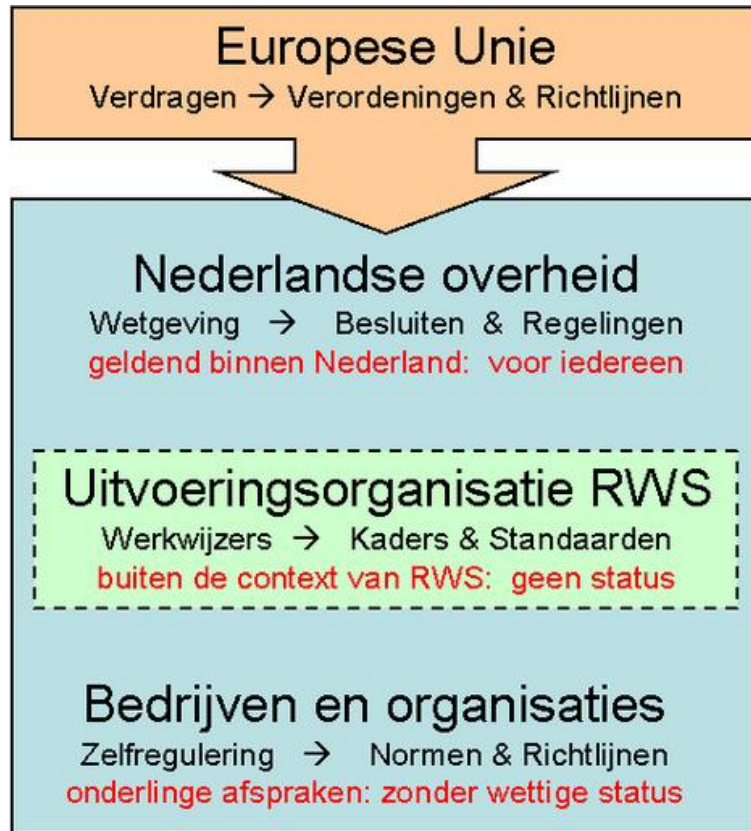 Europese Unie
Verdragen → Verordeningen & Richtlijnen
Nederlandse overheid
Wetgeving → Besluiten & Regelingen
geldend binnen Nederland: voor iedereen
Uitvoeringsorganisatie RWS
Werkwijzers → Kaders & Standaarden
buiten de context van RWS: geen status
Bedrijven en organisaties
Zelfregulering → Normen & Richtlijnen
onderlinge afspraken: zonder wettige status